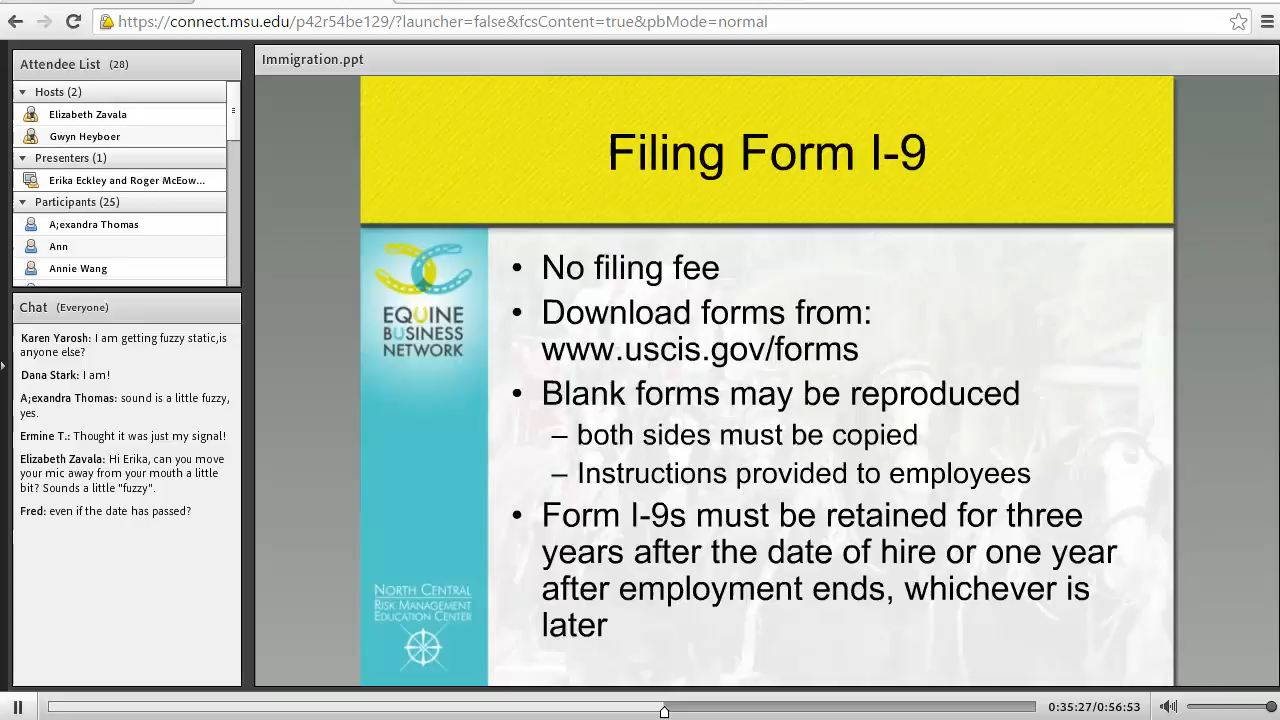 https://connect.msu.edu/p42r54be129/?launcher=false&fcsContent=true&pbMode=normal
Attendee List (28)
Hosts (2)
Elizabeth Zavala
Gwyn Heyboer
Presenters (1)
Erika Eckley and Roger McEow...
Participants (25)
A;exandra Thomas
Ann
Annie Wang
Chat (Everyone)
Karen Yarosh: I am getting fuzzy static,is
anyone else?
Dana Stark: I am!
A;exandra Thomas: sound is a little fuzzy,
yes.
Ermine T.: Thought it was just my signal!
Elizabeth Zavala: Hi Erika, can you move
your mic away from your mouth a little
bit? Sounds a little "fuzzy".
Fred: even if the date has passed?
Immigration.ppt
Filing Form I-9
EQUINE
BUSINESS
NETWORK
NORTH CENTRAL
RISK MANAGEMENT
EDUCATION CENTER
• No filing fee
• Download forms from:
www.uscis.gov/forms
• Blank forms may be reproduced
– both sides must be copied
– Instructions provided to employees
• Form I-9s must be retained for three
years after the date of hire or one year
after employment ends, whichever is
later
0:35:27/0:56:53